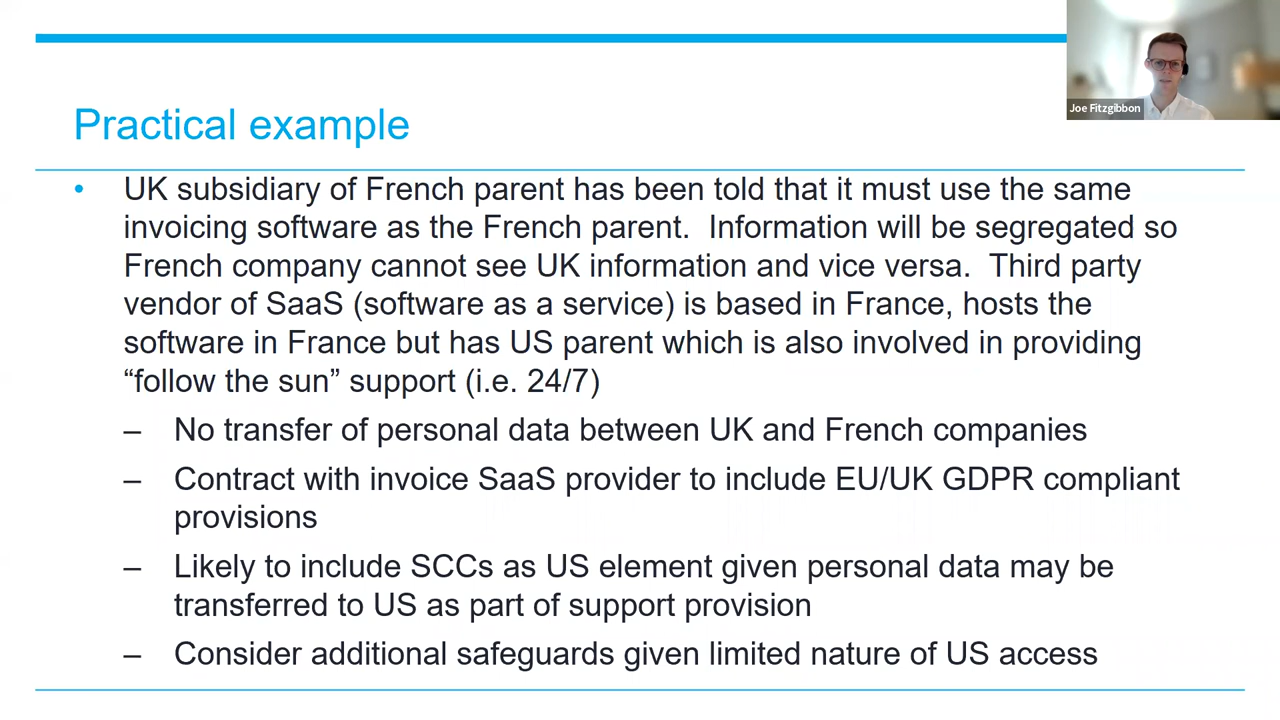 Joe Fitzgibbon
Practical example
• UK subsidiary of French parent has been told that it must use the same
invoicing software as the French parent.  Information will be segregated so
French company cannot see UK information and vice versa.  Third party
vendor of SaaS (software as a service) is based in France, hosts the
software in France but has US parent which is also involved in providing
“follow the sun” support (i.e. 24/7)
– No transfer of personal data between UK and French companies
– Contract with invoice SaaS provider to include EU/UK GDPR compliant
provisions
– Likely to include SCCs as US element given personal data may be
transferred to US as part of support provision
– Consider additional safeguards given limited nature of US access